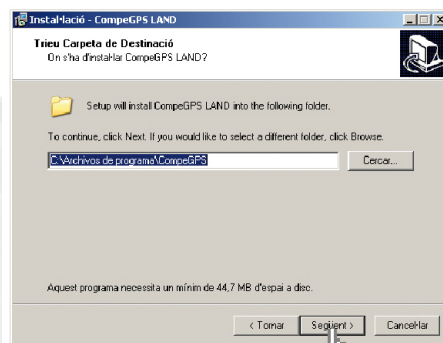 Instal·lació - CompeGPS LAND
Trieu Carpeta de Destinació
On s'ha d'instal·lar CompeGPS LAND?
Setup will install CompeGPS LAND into the following folder.
To continue, click Next. If you would like to select a different folder, click Browse.
C:\Archivos de programa\CompeGPS
Cercar...
Aquest programa necessita un mínim de 44,7 MB d'espai a disc.
< Tornar
Següent >
Cancel·lar